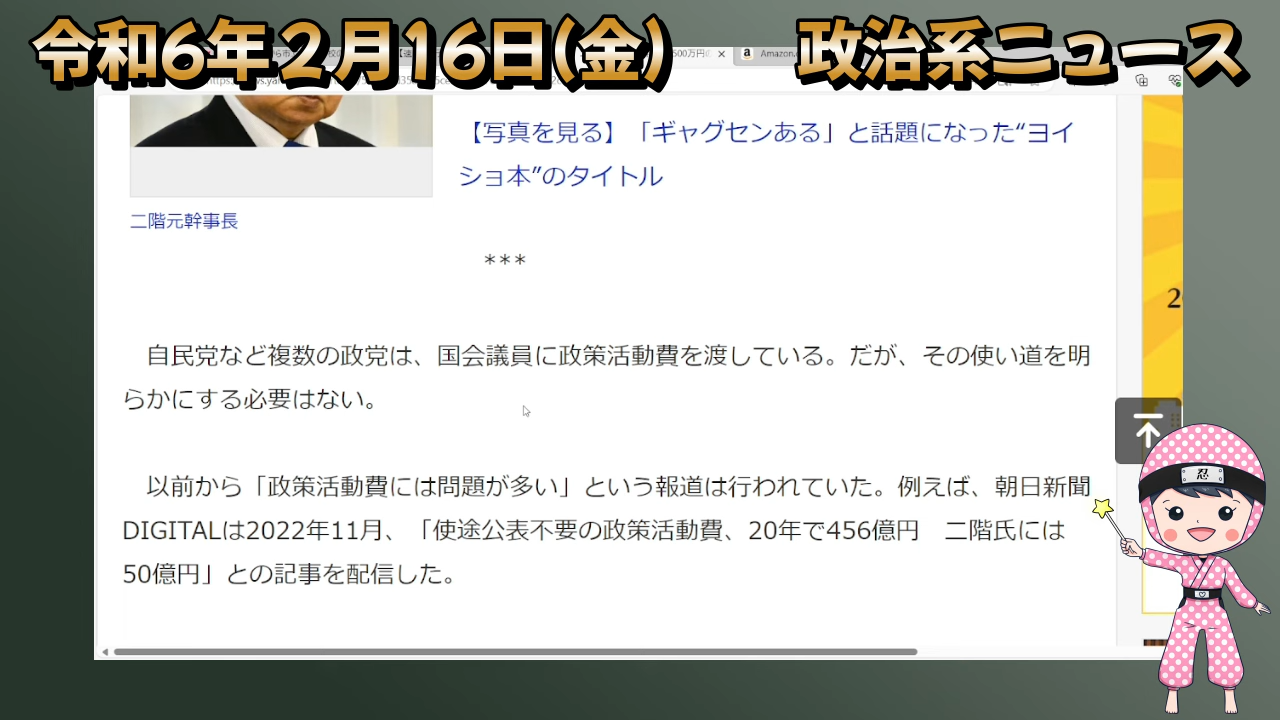 令和6年２月16日(金)　政治系ニュース
500万円
Amazon.
【写真を見る】「ギャグセンある」と話題になった“ヨイ
ショ本”のタイトル
二階元幹事長
***
自民党など複数の政党は、国会議員に政策活動費を渡している。だが、その使い道を明
らかにする必要はない。
以前から「政策活動費には問題が多い」という報道は行われていた。例えば、朝日新聞
DIGITALは2022年11月、「使途公表不要の政策活動費、20年で456億円　二階氏には
50億円」との記事を配信した。
忍